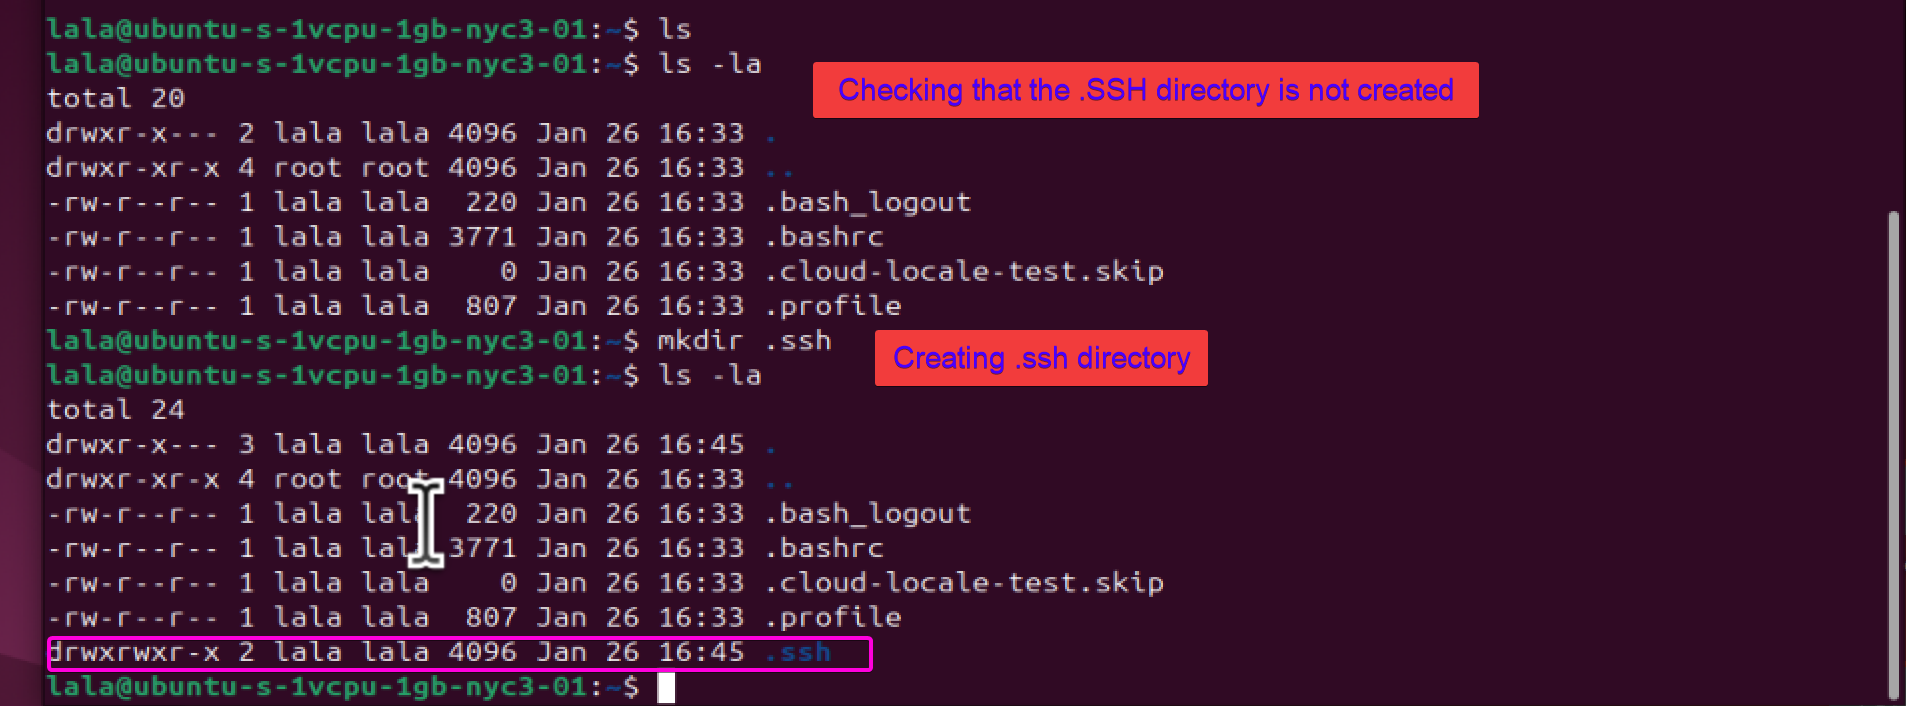 lala@ubuntu-s-1vcpu-1gb-nyc3-01:~$ ls
lala@ubuntu-s-1vcpu-1gb-nyc3-01:~$ ls -la
Checking that the .SSH directory is not created
total 20
drwxr-x--- 2 lala lala 4096 Jan 26 16:33 .
drwxr-xr-x 4 root root 4096 Jan 26 16:33 ..
-rw-r--r-- 1 lala lala  220 Jan 26 16:33 .bash_logout
-rw-r--r-- 1 lala lala 3771 Jan 26 16:33 .bashrc
-rw-r--r-- 1 lala lala    0 Jan 26 16:33 .cloud-locale-test.skip
-rw-r--r-- 1 lala lala  807 Jan 26 16:33 .profile
lala@ubuntu-s-1vcpu-1gb-nyc3-01:~$ mkdir .ssh
Creating .ssh directory
lala@ubuntu-s-1vcpu-1gb-nyc3-01:~$ ls -la
total 24
drwxr-x--- 3 lala lala 4096 Jan 26 16:45 .
drwxr-xr-x 4 root root 4096 Jan 26 16:33 ..
-rw-r--r-- 1 lala lala  220 Jan 26 16:33 .bash_logout
-rw-r--r-- 1 lala lala 3771 Jan 26 16:33 .bashrc
-rw-r--r-- 1 lala lala    0 Jan 26 16:33 .cloud-locale-test.skip
-rw-r--r-- 1 lala lala  807 Jan 26 16:33 .profile
drwxrwxr-x 2 lala lala 4096 Jan 26 16:45 .ssh
lala@ubuntu-s-1vcpu-1gb-nyc3-01:~$